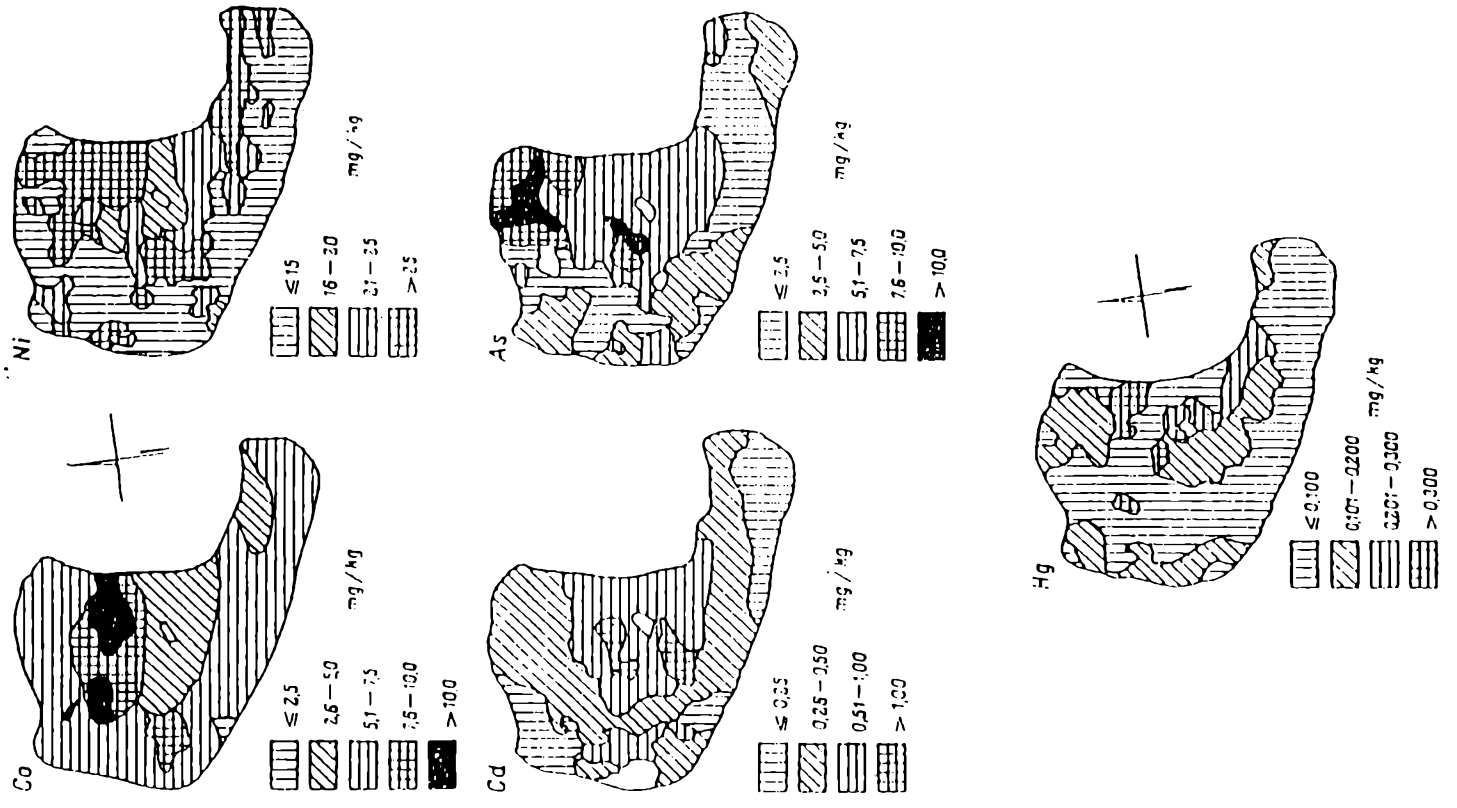 Co
≤ 2,5
2,6 – 5,0
5,1 – 7,5
7,6 – 10,0
> 10,0
mg/kg
Ni
≤ 15
16 – 20
21 – 25
> 25
mg/kg
Cd
≤ 0,25
0,26 – 0,50
0,51 – 1,00
> 1,00
mg/kg
As
≤ 2,5
2,6 – 5,0
5,1 – 7,5
7,6 – 10,0
> 10,0
mg/kg
Hg
≤ 0,100
0,101 – 0,200
0,201 – 0,300
> 0,300
mg/kg